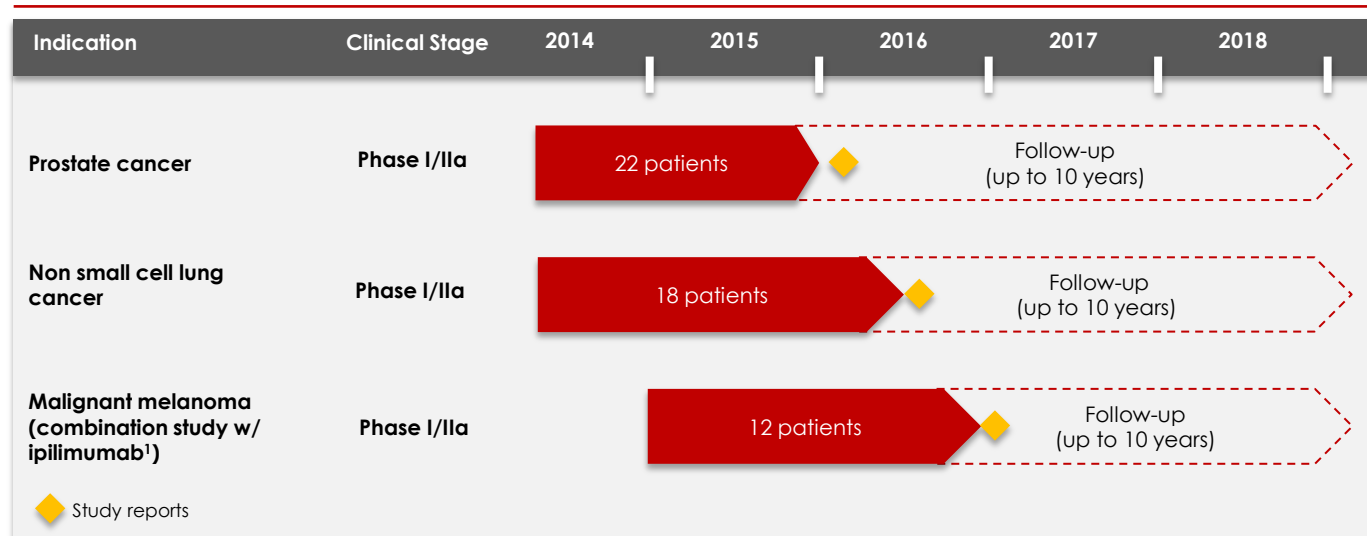 Indication Clinical Stage 2014 2015 2016 2017 2018
Prostate cancer Phase I/IIa 22 patients Follow-up
(up to 10 years)
Non small cell lung
cancer Phase I/IIa 18 patients Follow-up
(up to 10 years)
Malignant melanoma
(combination study w/
ipilimumab¹) Phase I/IIa 12 patients Follow-up
(up to 10 years)
Study reports